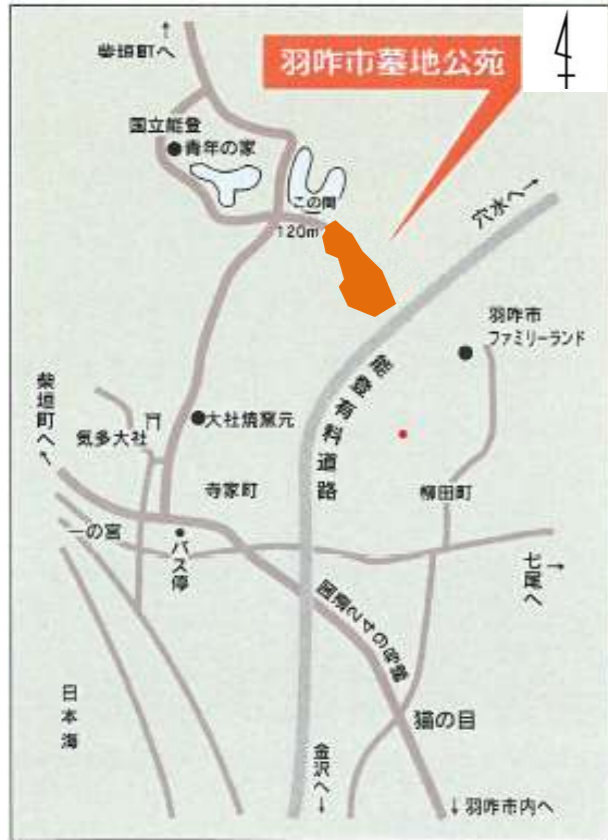 ↑
柴垣町へ
羽咋市墓地公苑
国立能登
●青年の家
この間
120m
穴水へ→
羽咋市
ファミリーランド
能登有料道路
柴垣町へ
←
気多大社
大社焼窯元
寺家町
柳田町
一の宮
バス停
七尾へ
→
国道249号線
日本海
猫の目
金沢へ
↓
↓羽咋市内へ